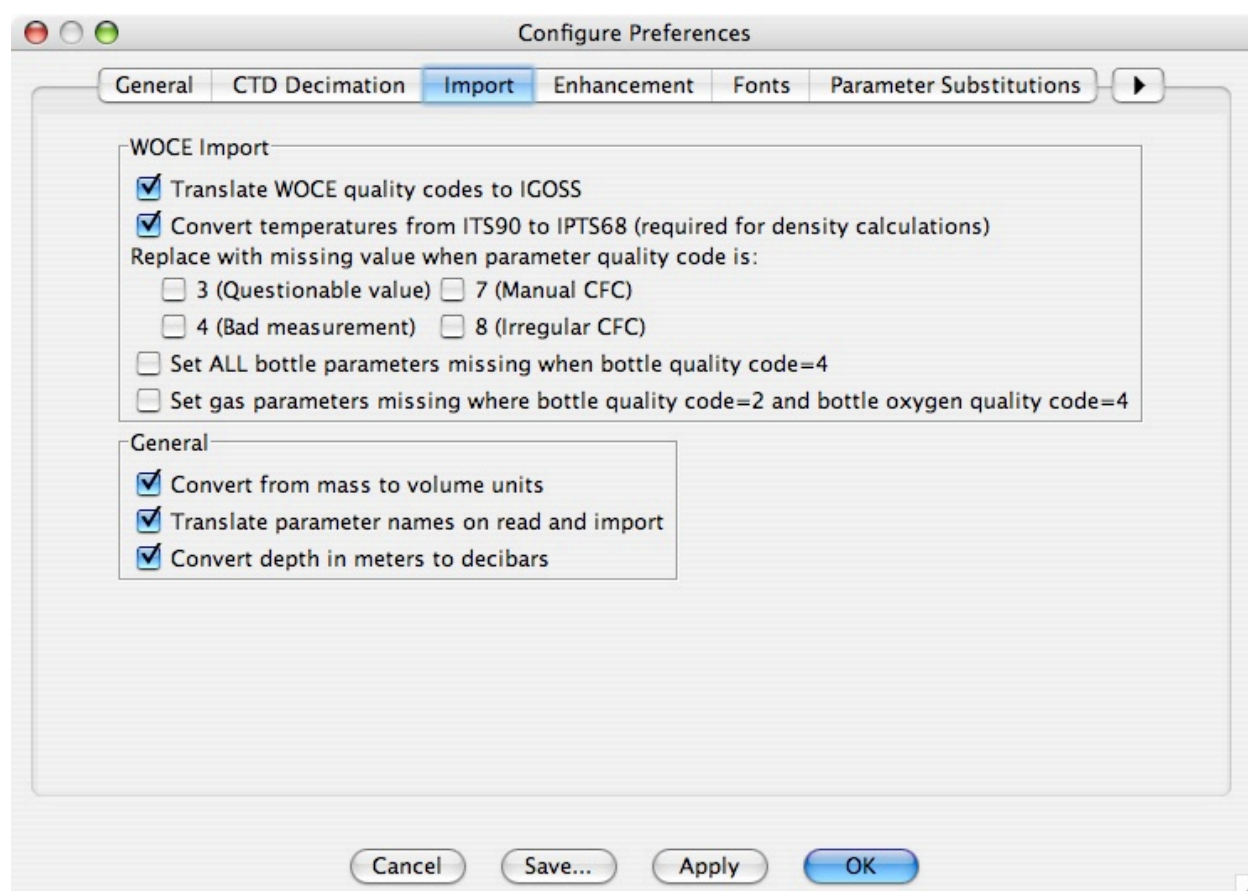 Configure Preferences
General CTD Decimation Import Enhancement Fonts Parameter Substitutions
WOCE Import
Translate WOCE quality codes to IGOSS
Convert temperatures from ITS90 to IPTS68 (required for density calculations)
Replace with missing value when parameter quality code is:
3 (Questionable value) 7 (Manual CFC)
4 (Bad measurement) 8 (Irregular CFC)
Set ALL bottle parameters missing when bottle quality code=4
Set gas parameters missing where bottle quality code=2 and bottle oxygen quality code=4
General
Convert from mass to volume units
Translate parameter names on read and import
Convert depth in meters to decibars
Cancel Save... Apply OK